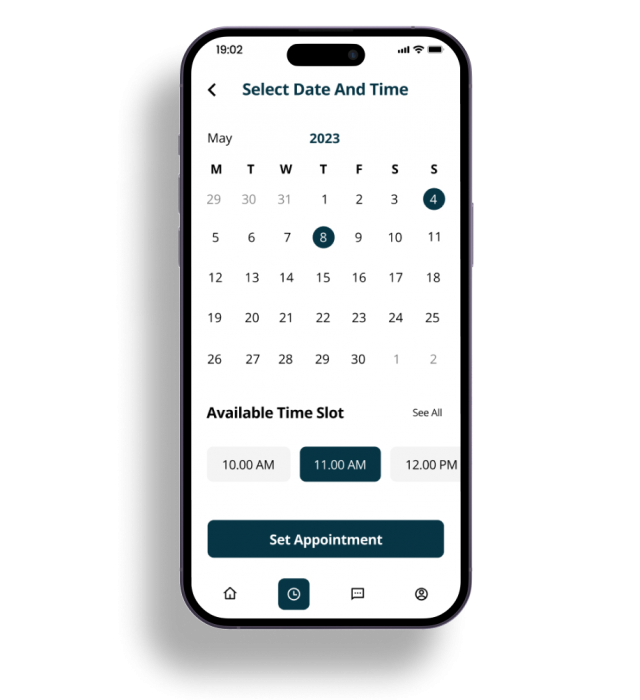 19:02
Select Date And Time
May 2023
M T W T F S S
29 30 31 1 2 3 4
5 6 7 8 9 10 11
12 13 14 15 16 17 18
19 20 21 22 23 24 25
26 27 28 29 30 1 2
Available Time Slot See All
10.00 AM 11.00 AM 12.00 PM
Set Appointment